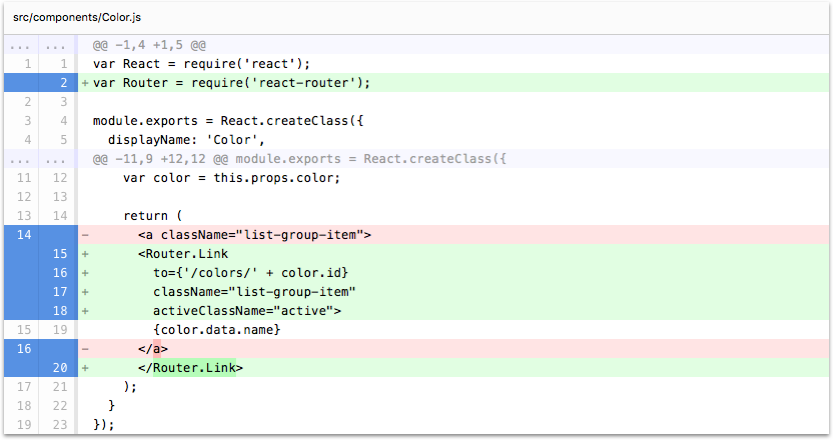 src/components/Color.js
... ... @@ -1,4 +1,5 @@
1 1 var React = require('react');
2 + var Router = require('react-router');
2 3
3 4 module.exports = React.createClass({
4 5 displayName: 'Color',
... ... @@ -11,9 +12,12 @@ module.exports = React.createClass({
11 12 var color = this.props.color;
12 13
13 14 return (
14 - <a className="list-group-item">
15 + <Router.Link
16 + to={'/colors/' + color.id}
17 + className="list-group-item"
18 + activeClassName="active">
15 19 {color.data.name}
16 - </a>
20 + </Router.Link>
17 21 );
18 22 }
19 23 });